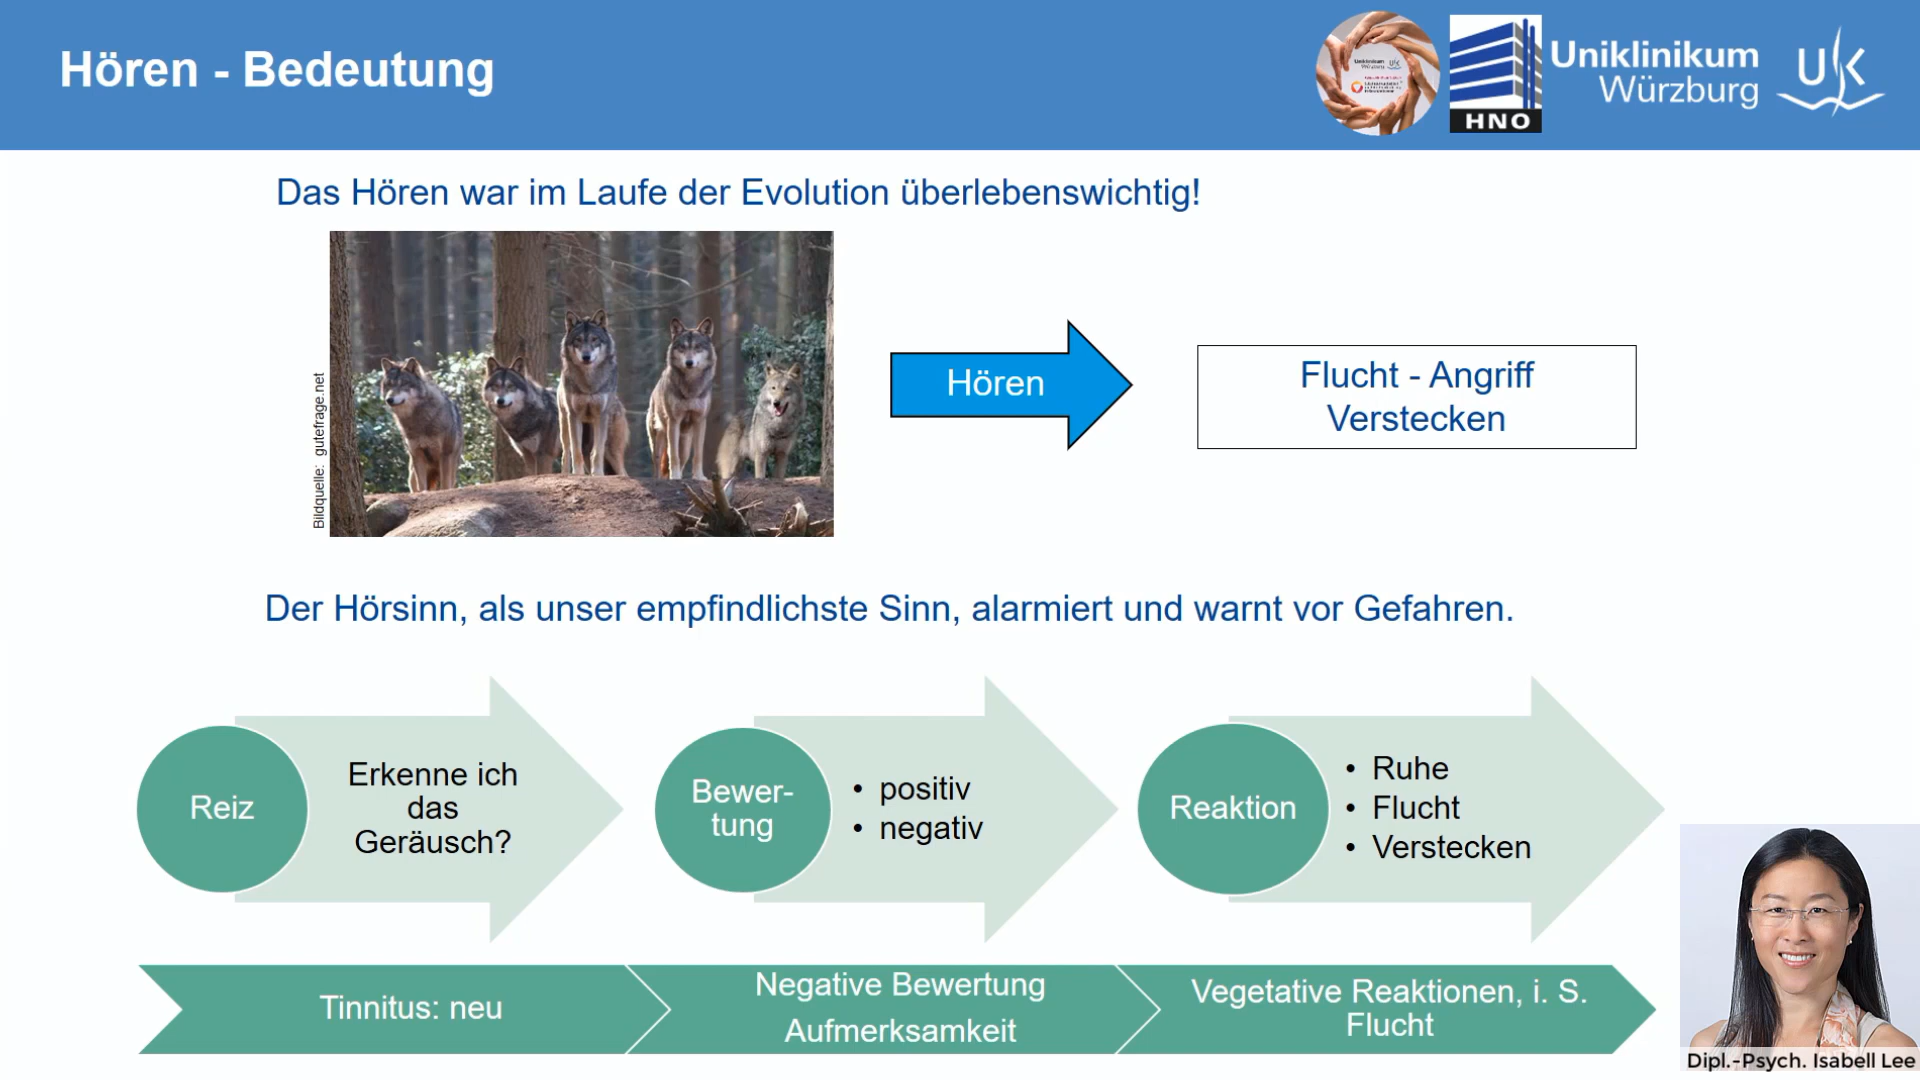 Hören - Bedeutung
Uniklinikum
Würzburg
UK
HNO
Das Hören war im Laufe der Evolution überlebenswichtig!
Bildquelle: gutefrage.net
Hören
Flucht - Angriff
Verstecken
Der Hörsinn, als unser empfindlichste Sinn, alarmiert und warnt vor Gefahren.
Reiz
Erkenne ich
das
Geräusch?
Bewer-
tung
• positiv
• negativ
Reaktion
• Ruhe
• Flucht
• Verstecken
Tinnitus: neu
Negative Bewertung
Aufmerksamkeit
Vegetative Reaktionen, i. S.
Flucht
Dipl.-Psych. Isabell Lee